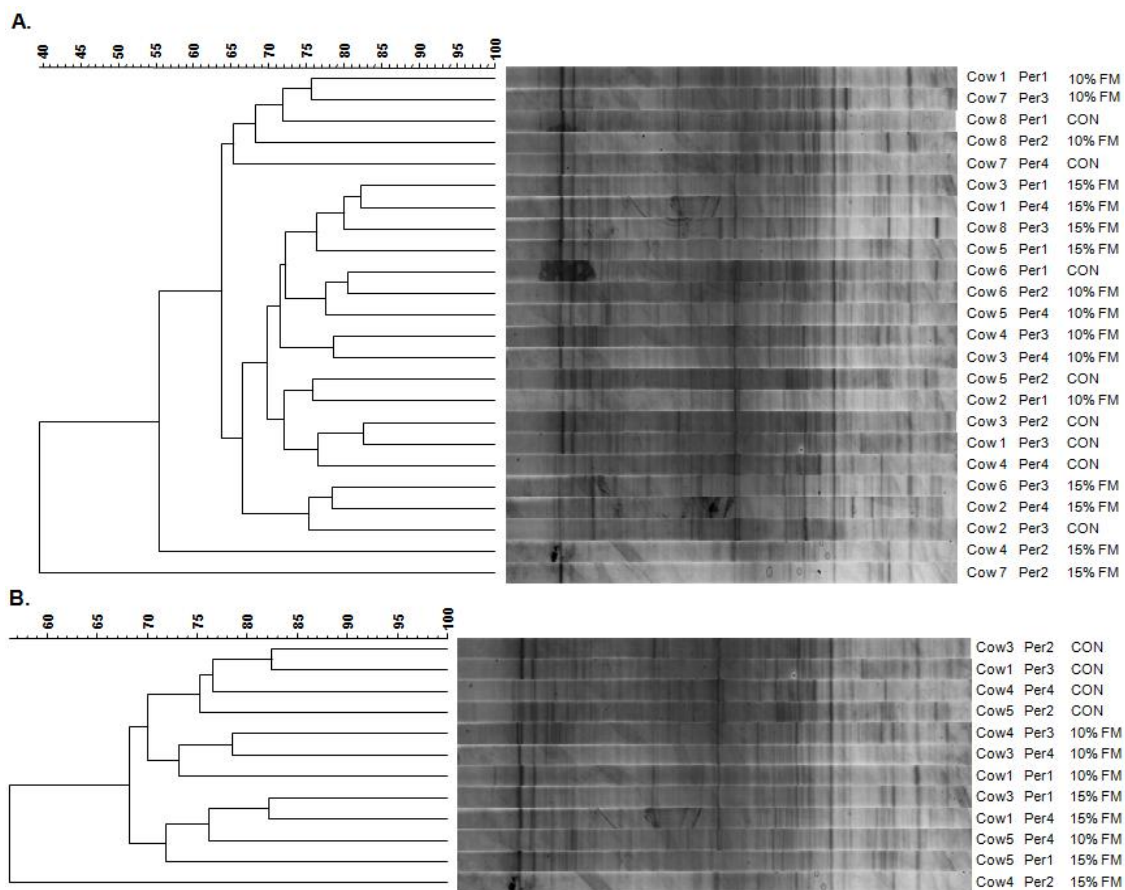 A.
40 45 50 55 60 65 70 75 80 85 90 95 100
Cow 1 Per1 10% FM
Cow 7 Per3 10% FM
Cow 8 Per1 CON
Cow 8 Per2 10% FM
Cow 7 Per4 CON
Cow 3 Per1 15% FM
Cow 1 Per4 15% FM
Cow 8 Per3 15% FM
Cow 5 Per1 15% FM
Cow 6 Per1 CON
Cow 6 Per2 10% FM
Cow 5 Per4 10% FM
Cow 4 Per3 10% FM
Cow 3 Per4 10% FM
Cow 5 Per2 CON
Cow 2 Per1 10% FM
Cow 3 Per2 CON
Cow 1 Per3 CON
Cow 4 Per4 CON
Cow 6 Per3 15% FM
Cow 2 Per4 15% FM
Cow 2 Per3 CON
Cow 4 Per2 15% FM
Cow 7 Per2 15% FM
B.
60 65 70 75 80 85 90 95 100
Cow3 Per2 CON
Cow1 Per3 CON
Cow4 Per4 CON
Cow5 Per2 CON
Cow4 Per3 10% FM
Cow3 Per4 10% FM
Cow1 Per1 10% FM
Cow3 Per1 15% FM
Cow1 Per4 15% FM
Cow5 Per4 10% FM
Cow5 Per1 15% FM
Cow4 Per2 15% FM